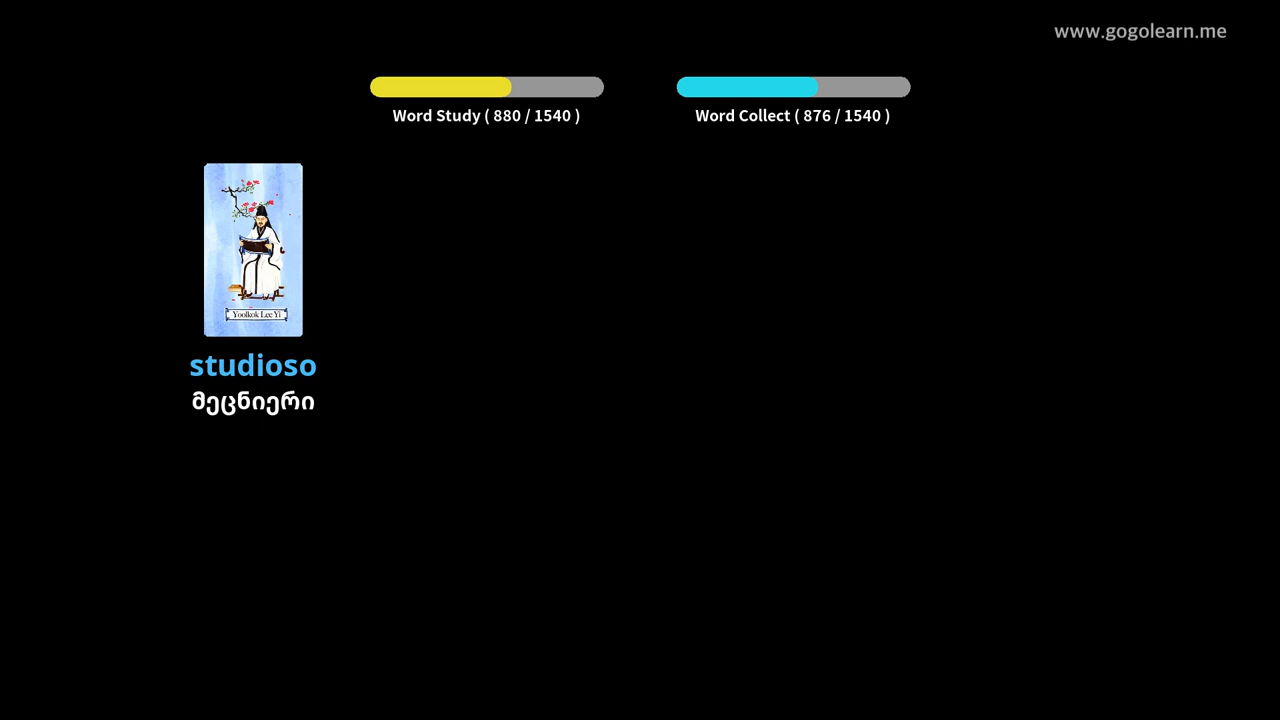 www.gogolearn.me
Word Study ( 880 / 1540 )
Word Collect ( 876 / 1540 )
Yoolkok Lee Yi
studioso
მეცნიერი